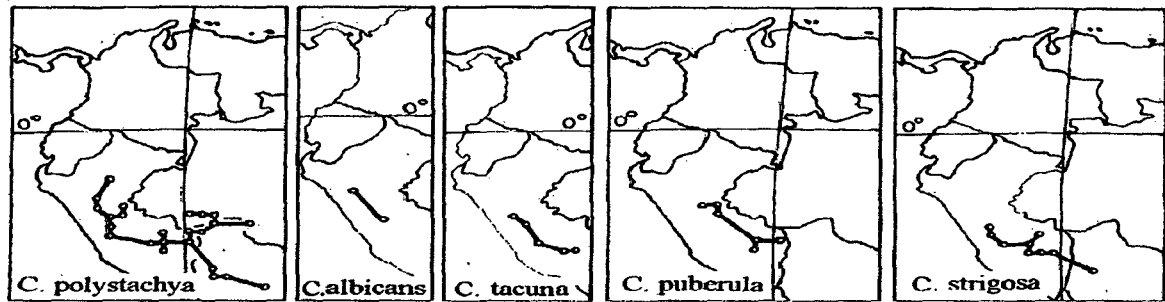 0°
C. polystachya
0°
C.albicans
0°
C. tacuna
0°
C. puberula
0°
C. strigosa